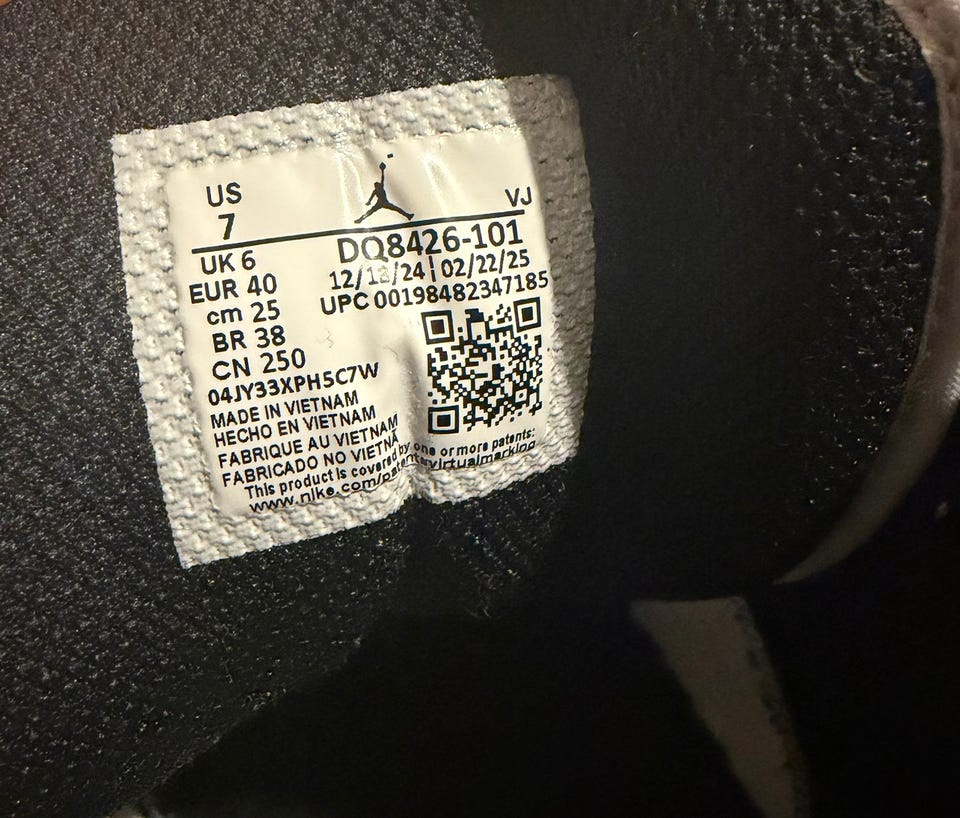 US
7
VJ
UK 6
EUR 40
cm 25
BR 38
CN 250
DQ8426-101
12/13/24 | 02/22/25
UPC 00198482347185
04JY33XPH5C7W
MADE IN VIETNAM
HECHO EN VIETNAM
FABRIQUE AU VIETNAM
FABRICADO NO VIETNÃ
This product is covered by one or more patents:
www.nike.com/patentvirtualmarking